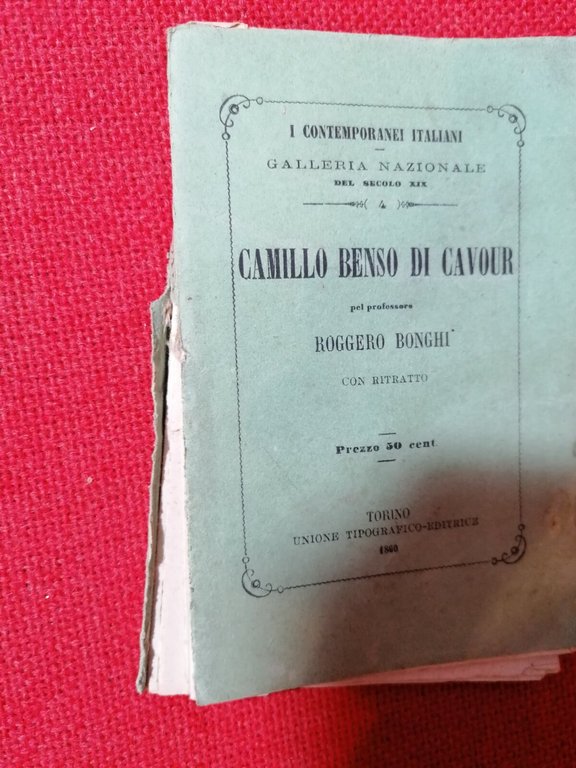 I CONTEMPORANEI ITALIANI
GALLERIA NAZIONALE
DEL SECOLO XIX
4
CAMILLO BENSO DI CAVOUR
pel professore
ROGGERO BONGHI
CON RITRATTO
Prezzo 50 cent
TORINO
UNIONE TIPOGRAFICO-EDITRICE
1860